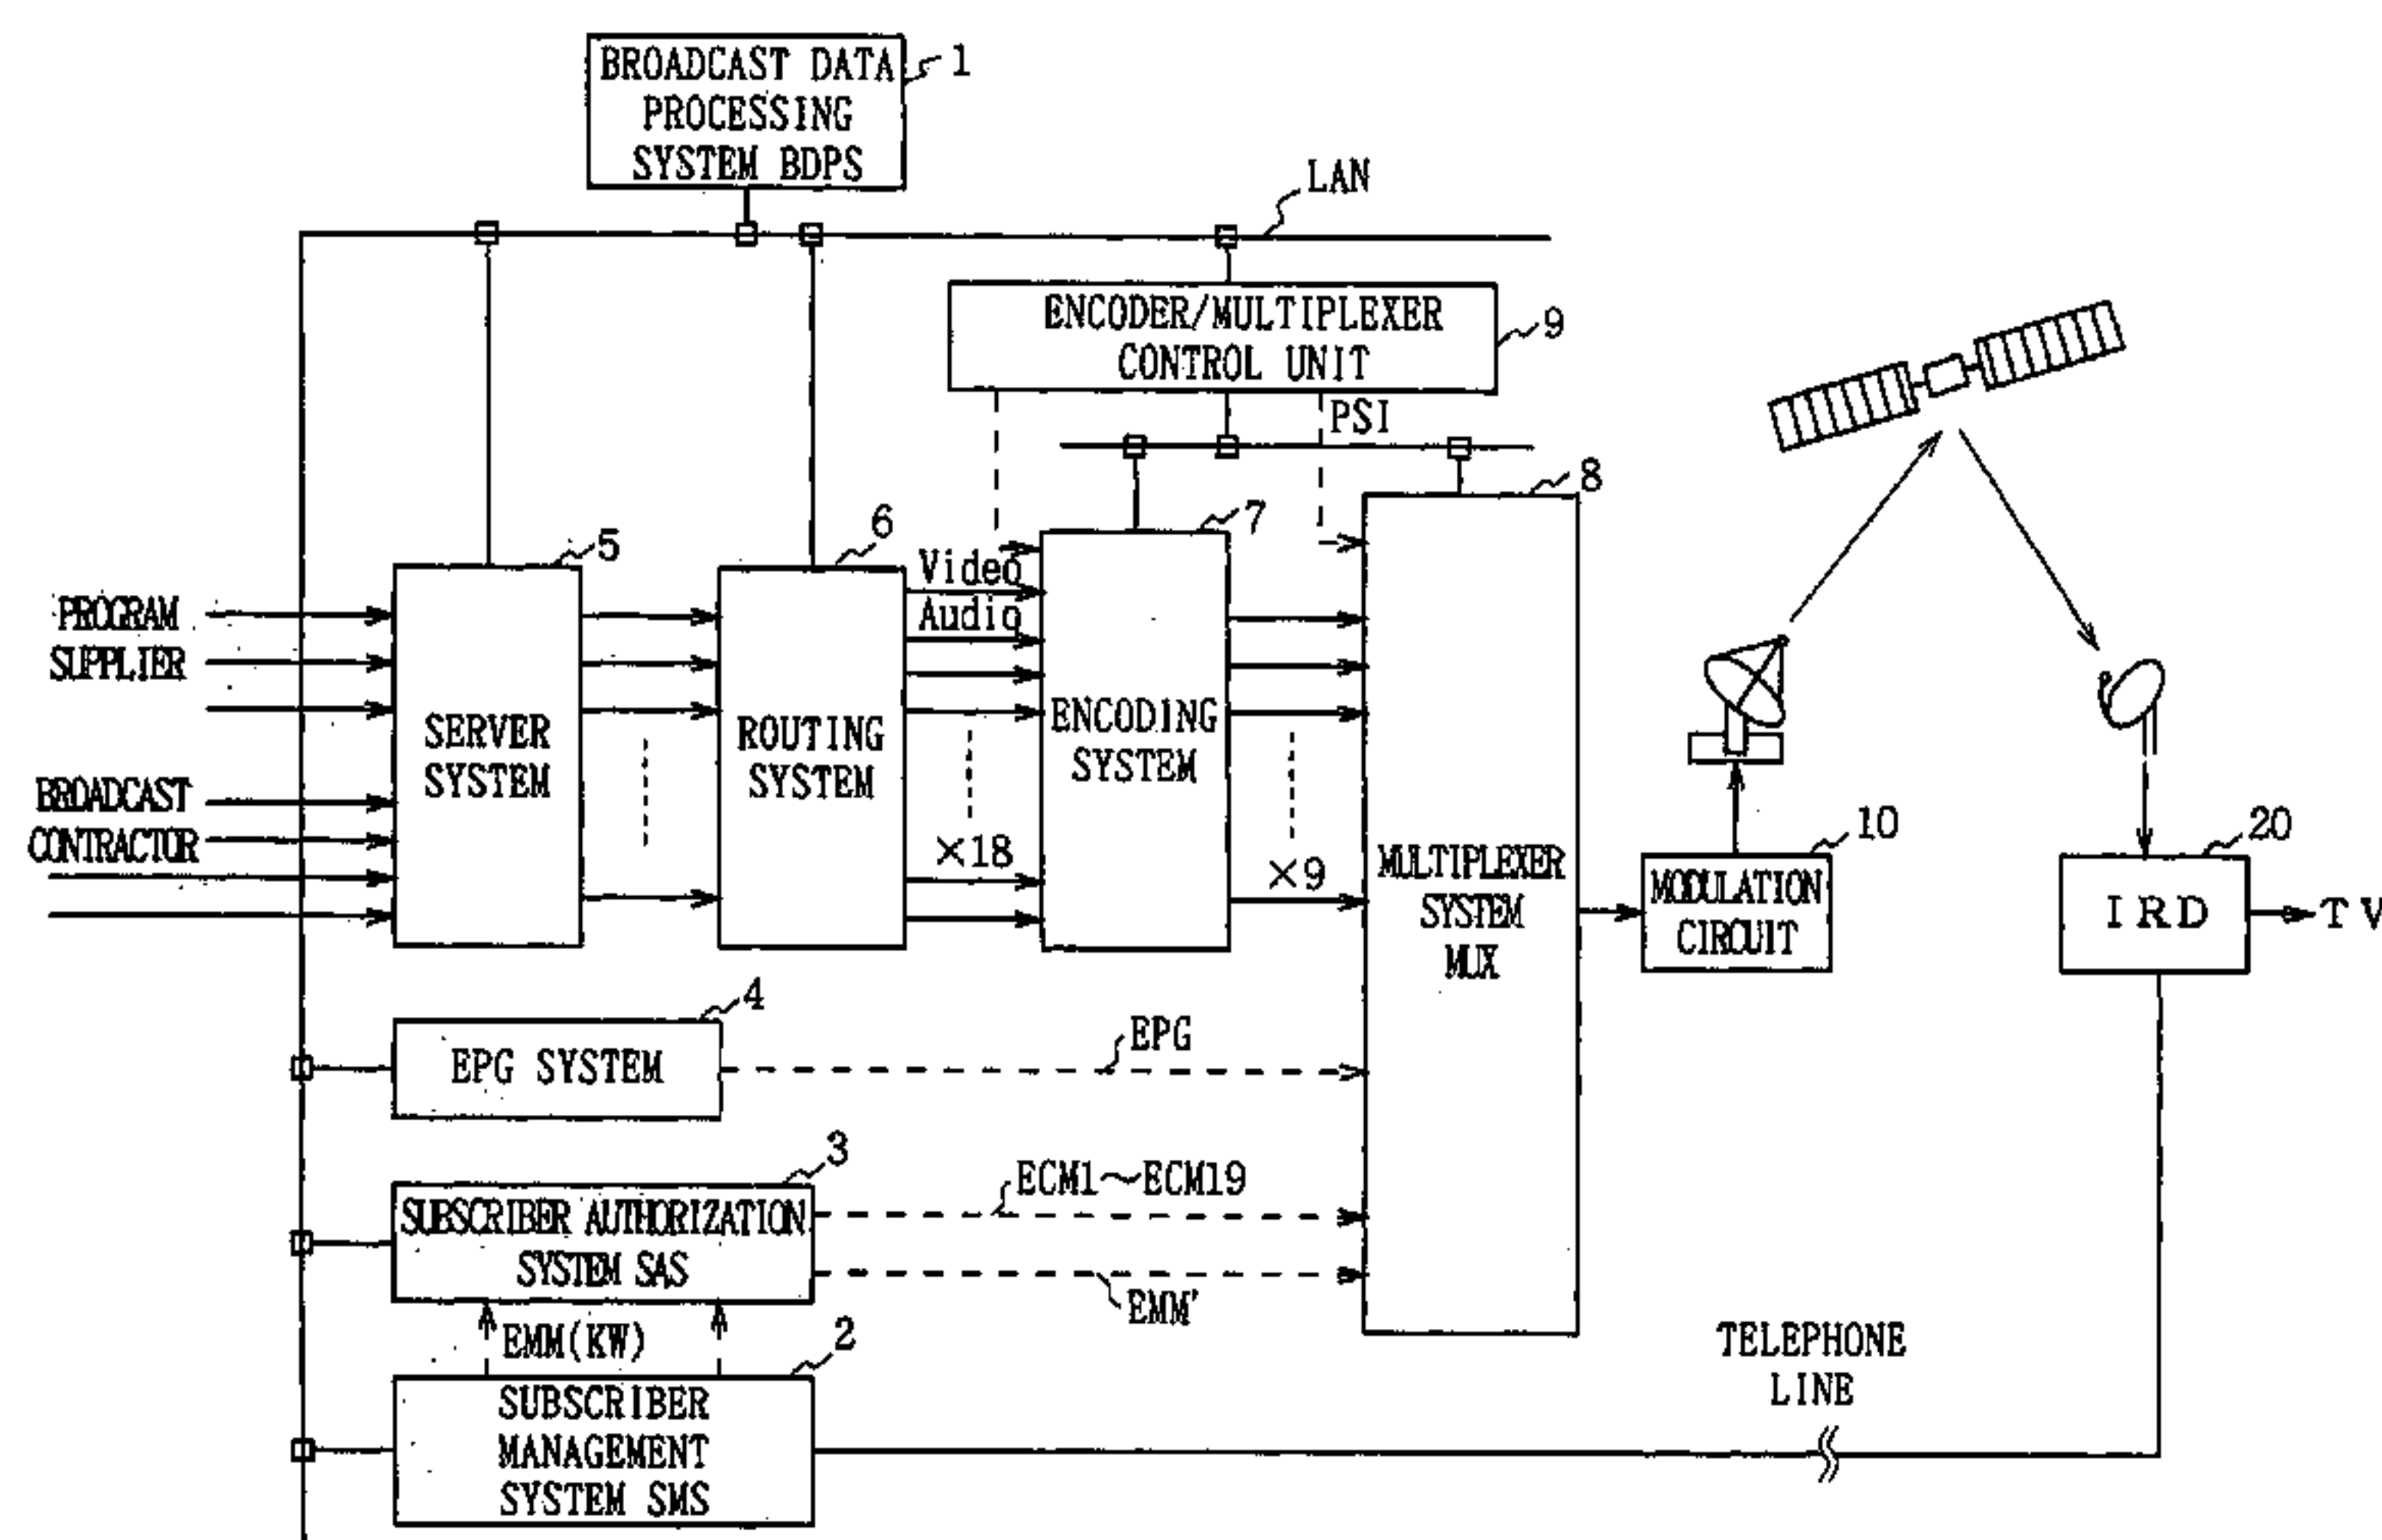 BROADCAST DATA
PROCESSING
SYSTEM BDPS
1
LAN
ENCODER/MULTIPLEXER
CONTROL UNIT
9
PSI
8
7
6
5
Video
Audio
PROGRAM
SUPPLIER
BROADCAST
CONTRACTOR
SERVER
SYSTEM
ROUTING
SYSTEM
×18
ENCODING
SYSTEM
×9
MULTIPLEXER
SYSTEM
MUX
MODULATION
CIRCUIT
10
IRD
20
TV
EPG SYSTEM
4
EPG
SUBSCRIBER AUTHORIZATION
SYSTEM SAS
3
ECM1~ECM19
EMM'
EMM(KW)
2
SUBSCRIBER
MANAGEMENT
SYSTEM SMS
TELEPHONE
LINE